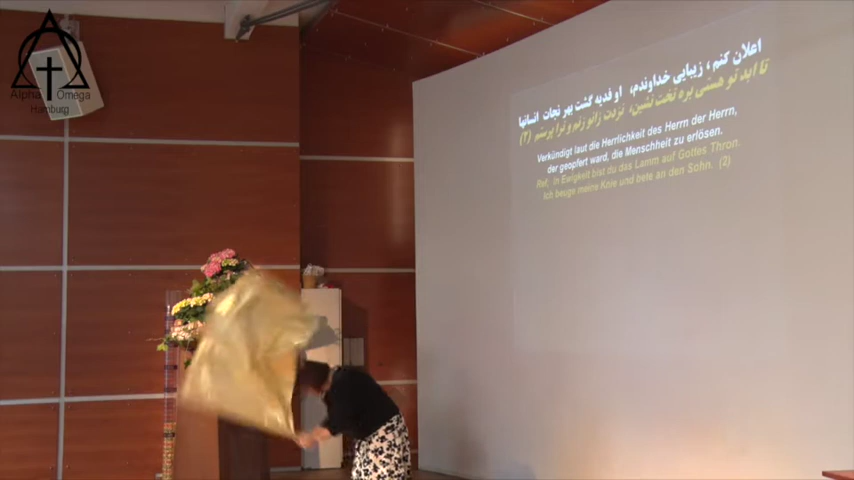 Alpha Omega
Hamburg
اعلان کنم ، زیبایی خداوندم، او فدیه گشت بهر نجات انسانها
تا ابد تو هستی بره تخت نشین، نزدت زانو زنم و ترا پرستم (۲)
Verkündigt laut die Herrlichkeit des Herrn der Herrn,
der geopfert ward, die Menschheit zu erlösen.
Ref. In Ewigkeit bist du das Lamm auf Gottes Thron.
Ich beuge meine Knie und bete an den Sohn. (2)